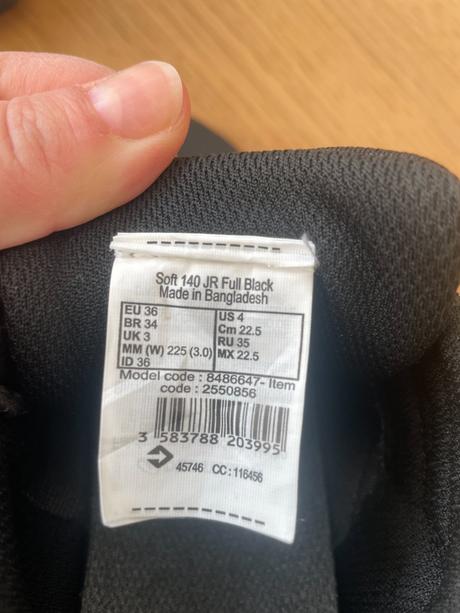 Soft 140 JR Full Black
Made in Bangladesh
EU 36
BR 34
UK 3
MM (W) 225 (3.0)
ID 36
US 4
Cm 22.5
RU 35
MX 22.5
Model code : 8486647- Item
code : 2550856
3 583788 203995
45746 CC : 116456